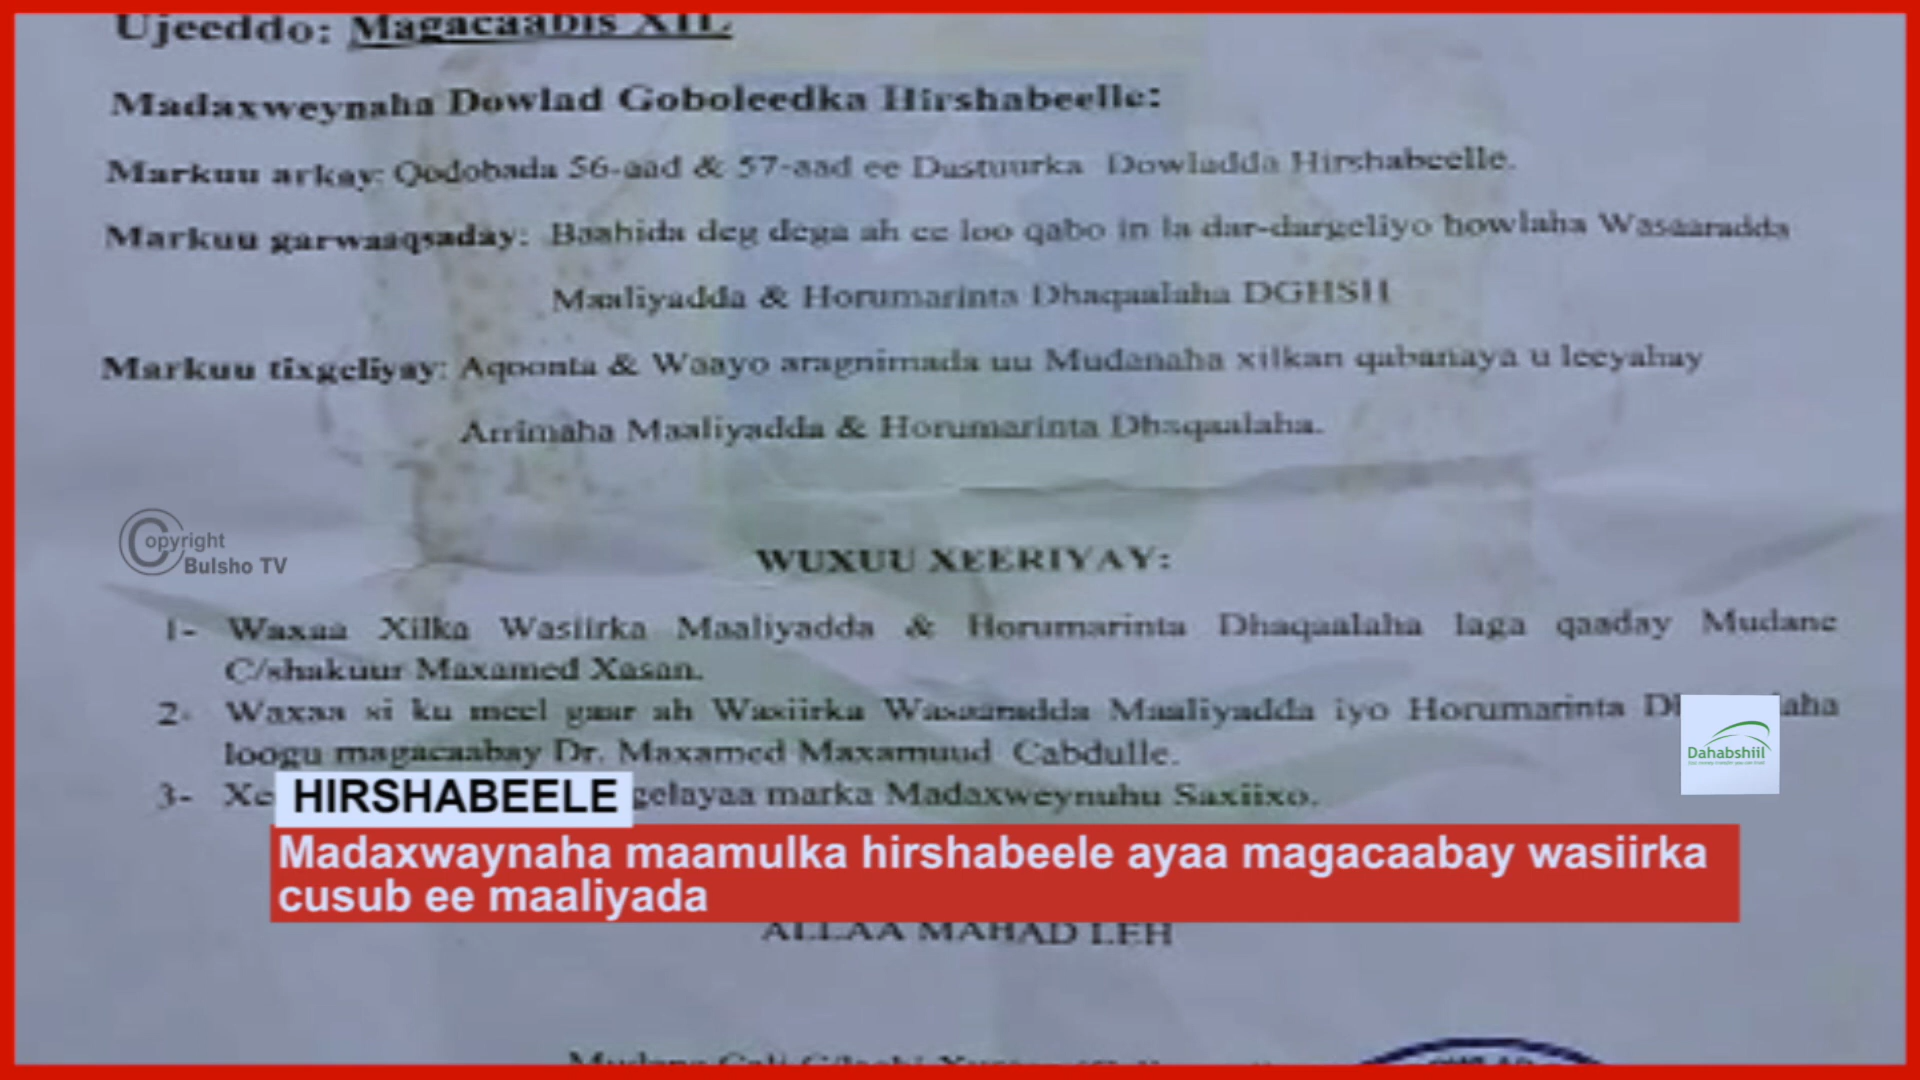 Ujeeddo: Magacaabis XIL
Madaxweynaha Dowlad Goboleedka Hirshabeelle:
Markuu arkay: Qodobada 56-aad & 57-aad ee Dustuurka Dowladda Hirshabeelle.
Markuu garwaaqsaday: Baahida deg dega ah ee loo qabo in la dar-dargeliyo howlaha Wasaaradda
Maaliyadda & Horumarinta Dhaqaalaha DGHSH
Markuu tixgeliyay: Aqoonta & Waayo aragnimada uu Mudanaha xilkan qabanaya u leeyahay
Arrimaha Maaliyadda & Horumarinta Dhaqaalaha.
Copyright
Bulsho TV
WUXUU XEERIYAY:
1- Waxaa Xilka Wasiirka Maaliyadda & Horumarinta Dhaqaalaha laga qaaday Mudane
C/shakuur Maxamed Xasan.
2- Waxaa si ku meel gaar ah Wasiirka Wasaaradda Maaliyadda iyo Horumarinta
loogu magacaabay Dr. Maxamed Maxamuud Cabdulle.
Dahabshiil
3- marka Madaxweynuhu Saxiixo.
HIRSHABEELE
Madaxwaynaha maamulka hirshabeele ayaa magacaabay wasiirka
cusub ee maaliyada
ALLAA MAHAD LEH